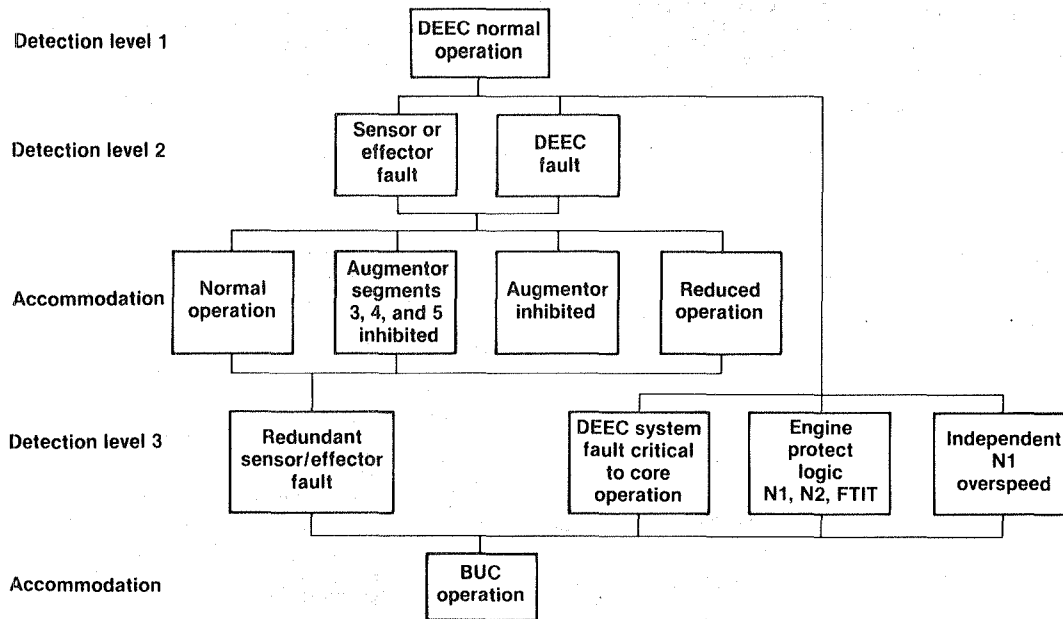 Detection level 1
DEEC normal
operation
Detection level 2
Sensor or
effector
fault
DEEC
fault
Accommodation
Normal
operation
Augmentor
segments
3, 4, and 5
inhibited
Augmentor
inhibited
Reduced
operation
Detection level 3
Redundant
sensor/effector
fault
DEEC system
fault critical
to core
operation
Engine
protect
logic
N1, N2, FTIT
Independent
N1
overspeed
Accommodation
BUC
operation